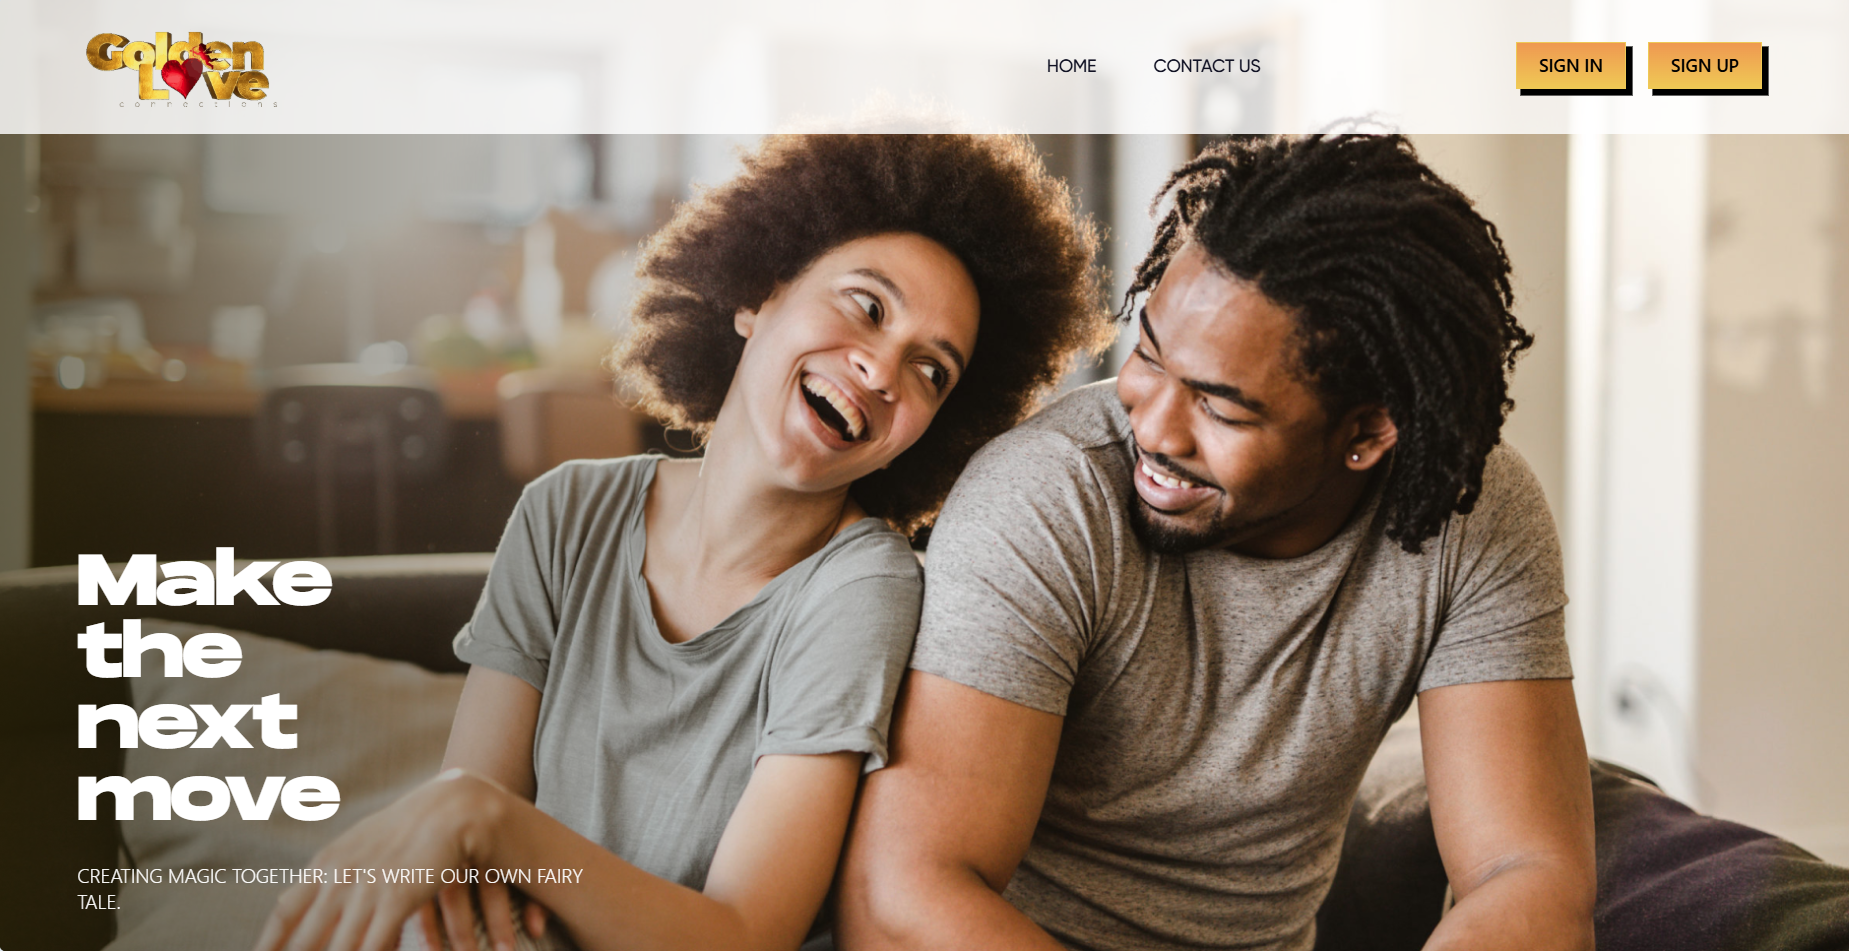 Golden
Love
connections
HOME
CONTACT US
SIGN IN
SIGN UP
Make
the
next
move
CREATING MAGIC TOGETHER: LET'S WRITE OUR OWN FAIRY
TALE.